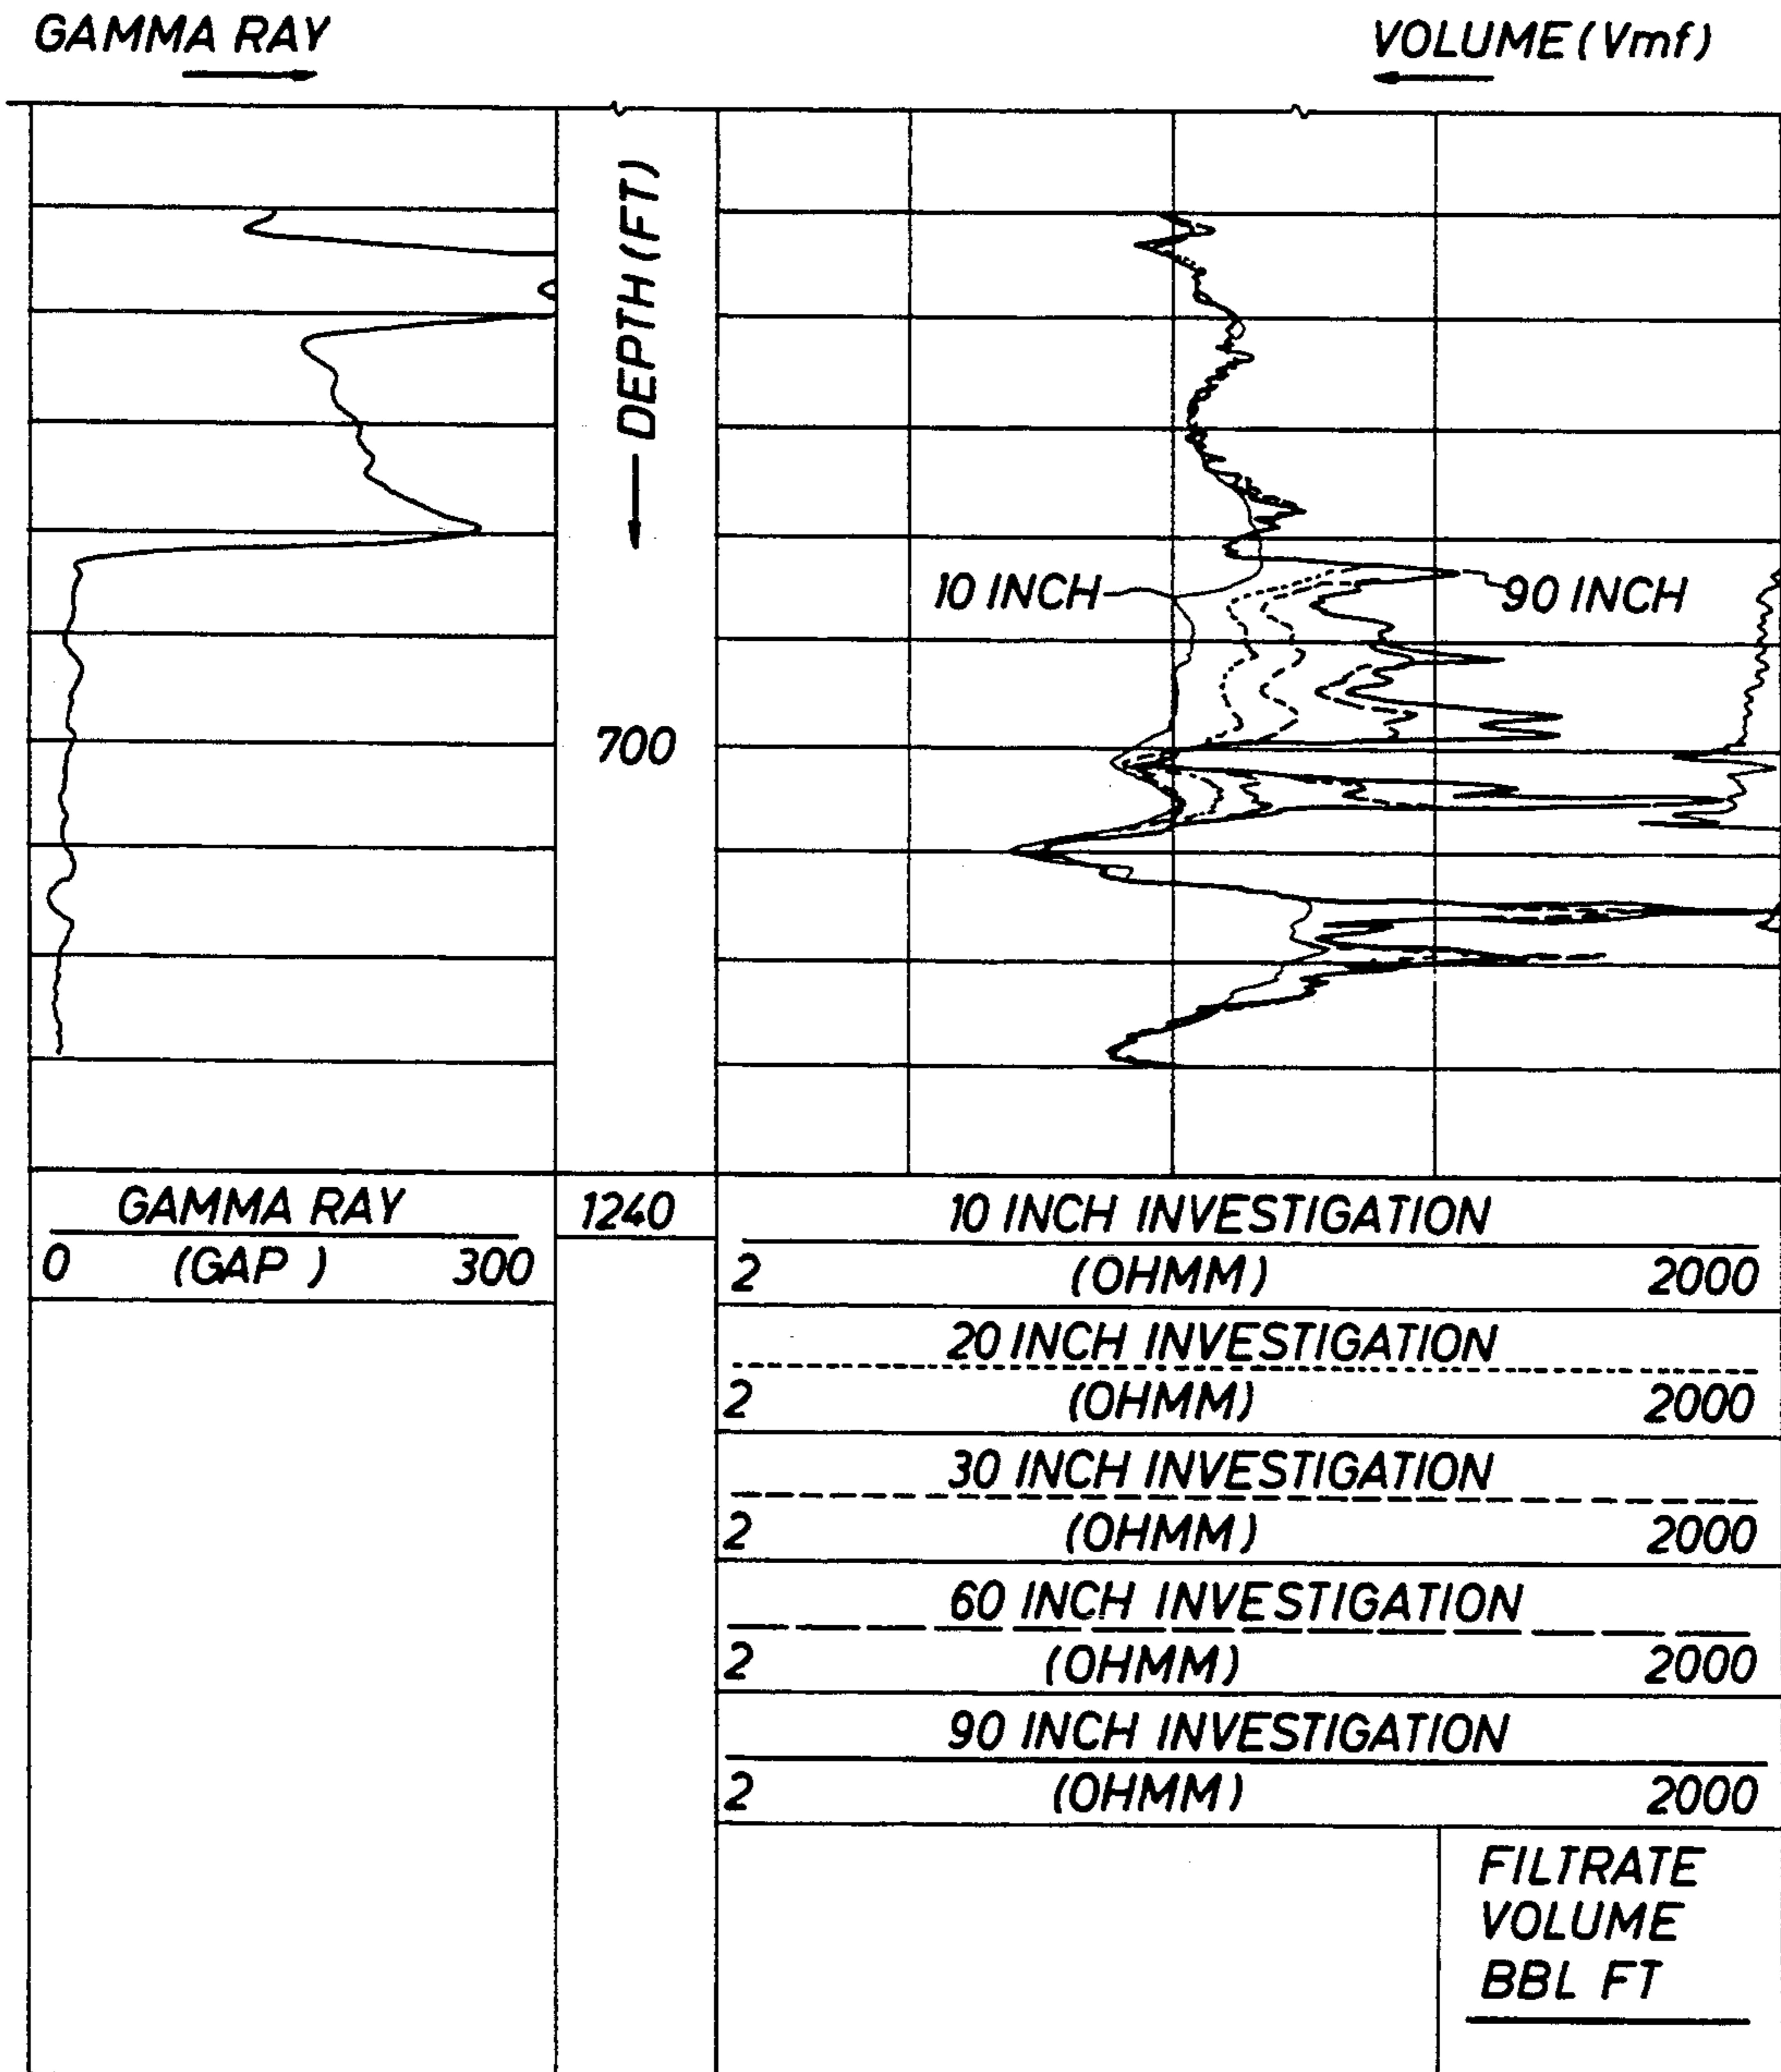 GAMMA RAY
VOLUME (Vmf)
DEPTH (FT)
10 INCH
90 INCH
700
GAMMA RAY
0 (GAP ) 300
1240
10 INCH INVESTIGATION
2 (OHMM) 2000
20 INCH INVESTIGATION
2 (OHMM) 2000
30 INCH INVESTIGATION
2 (OHMM) 2000
60 INCH INVESTIGATION
2 (OHMM) 2000
90 INCH INVESTIGATION
2 (OHMM) 2000
FILTRATE
VOLUME
BBL FT